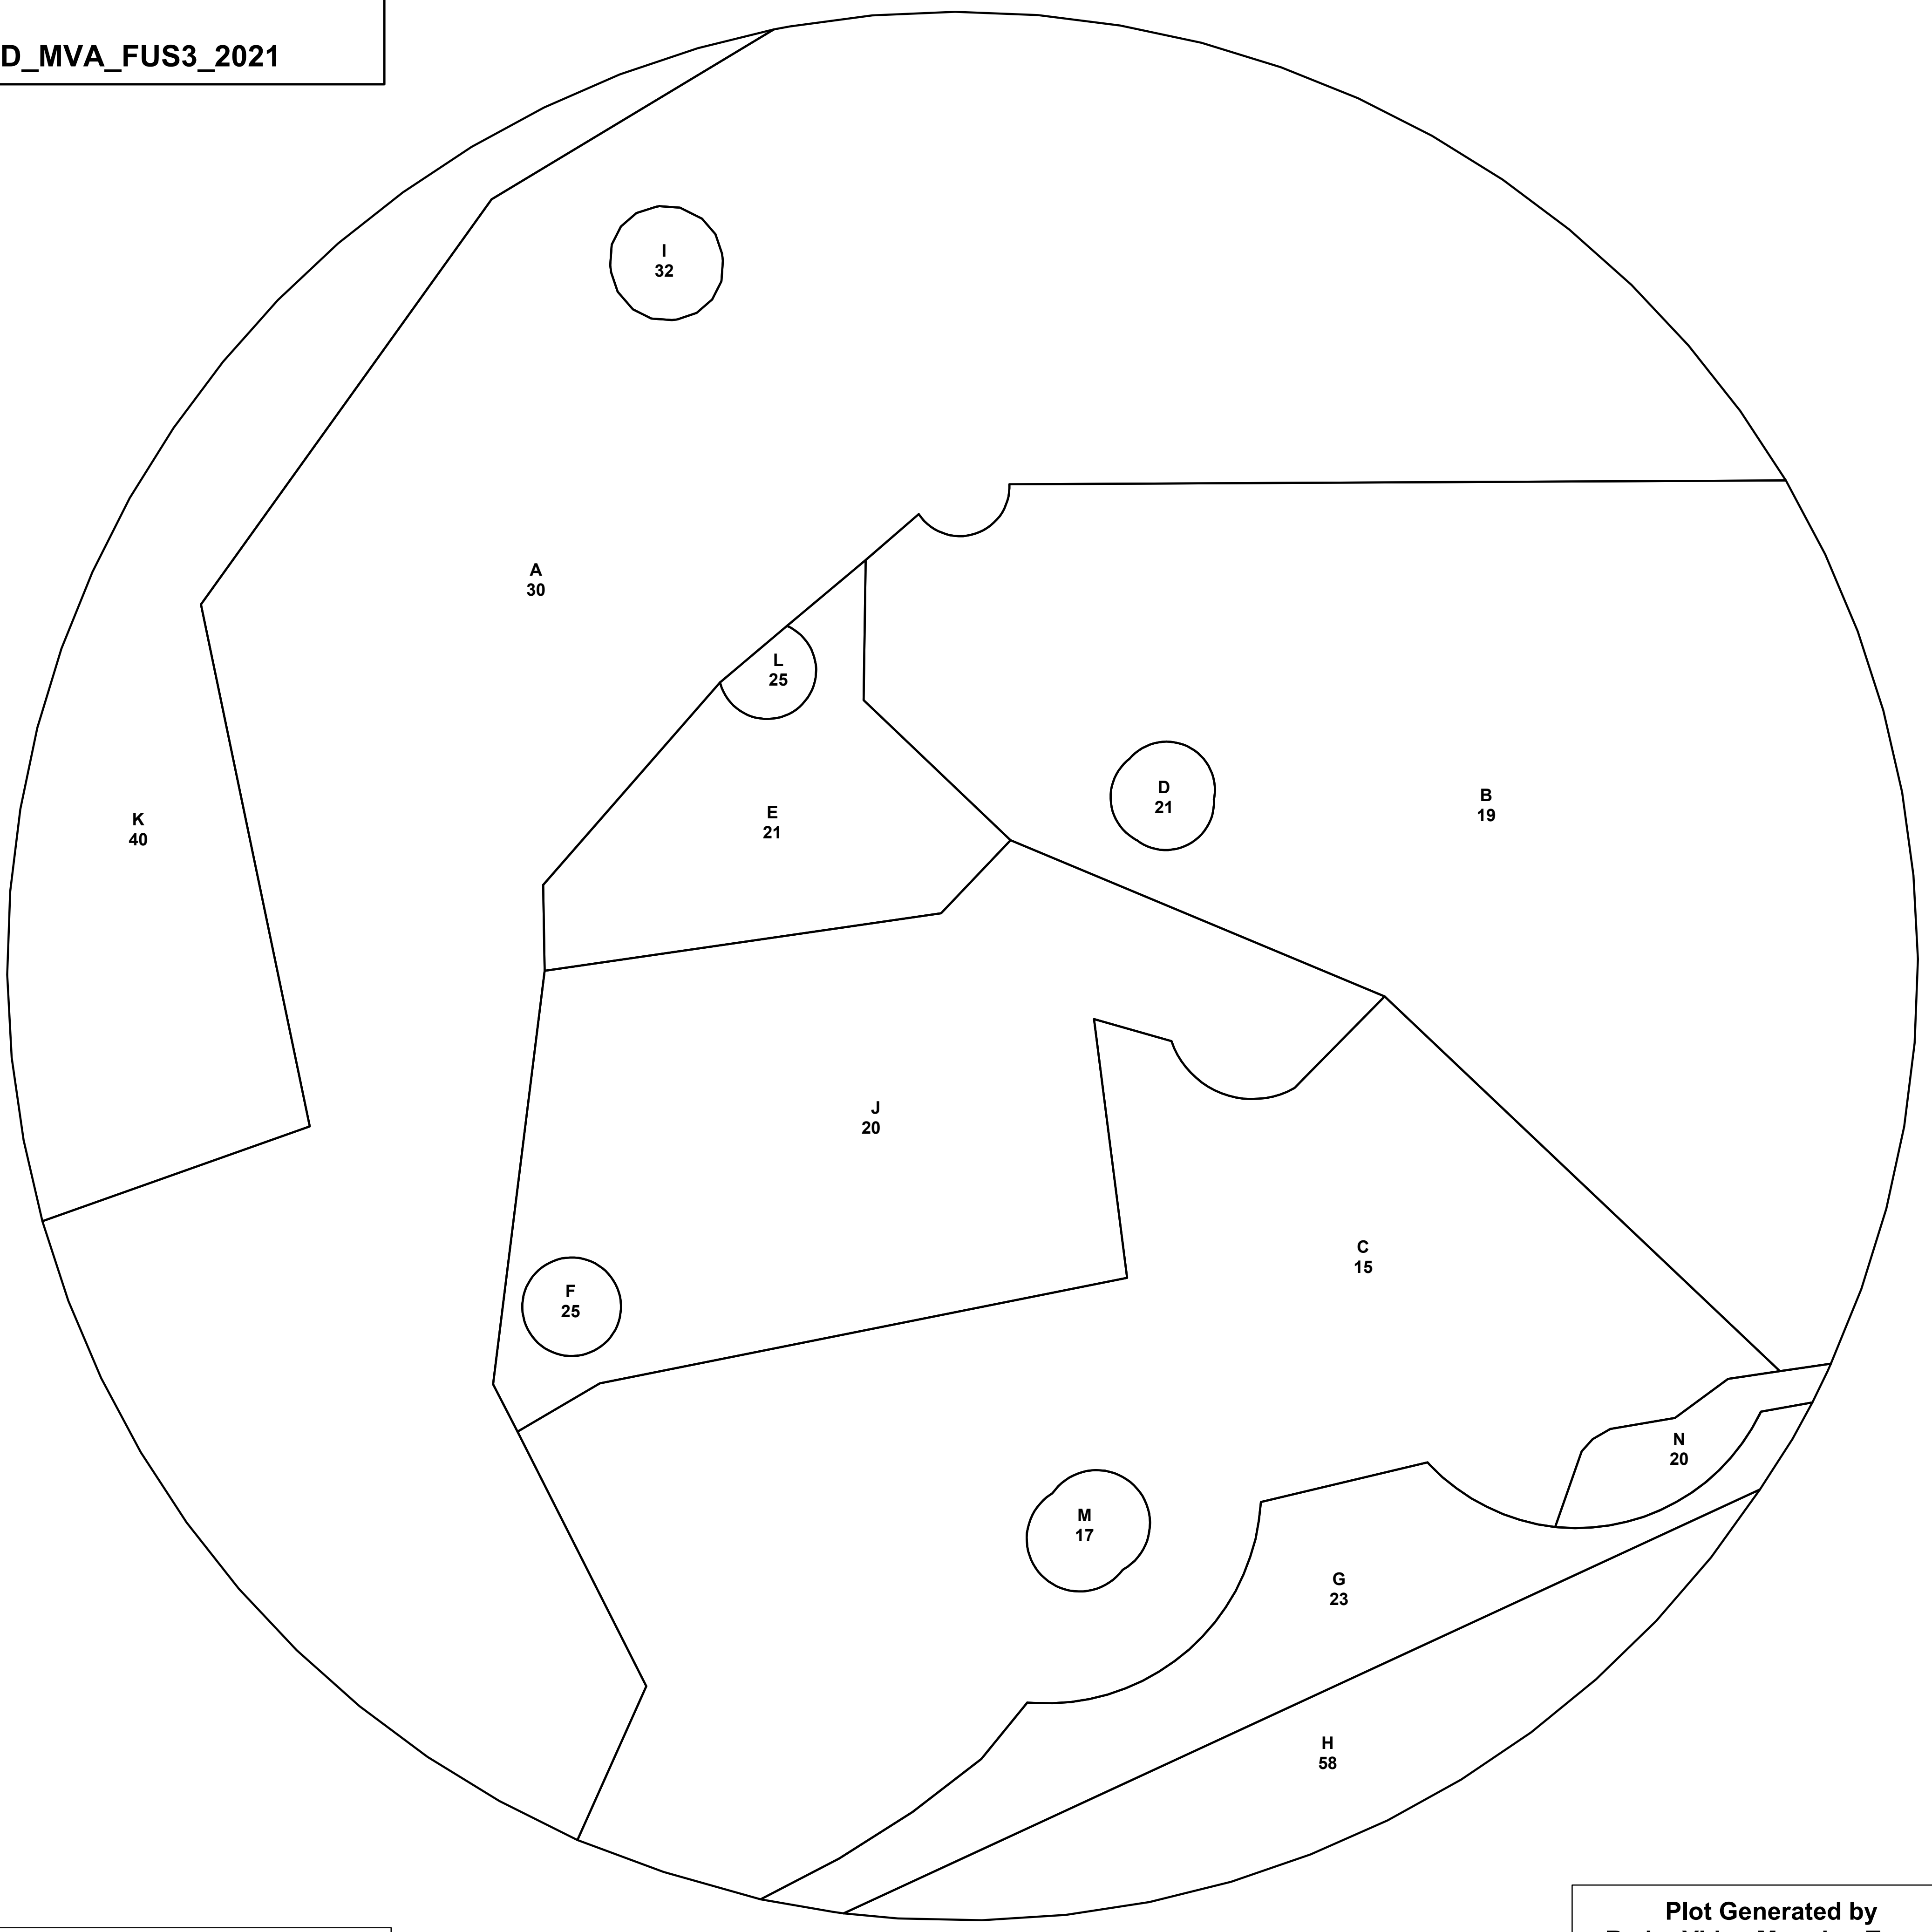 D_MVA_FUS3_2021
I
32
A
30
L
25
D
21
B
19
E
21
K
40
J
20
C
15
F
25
N
20
M
17
G
23
H
58
Plot Generated by